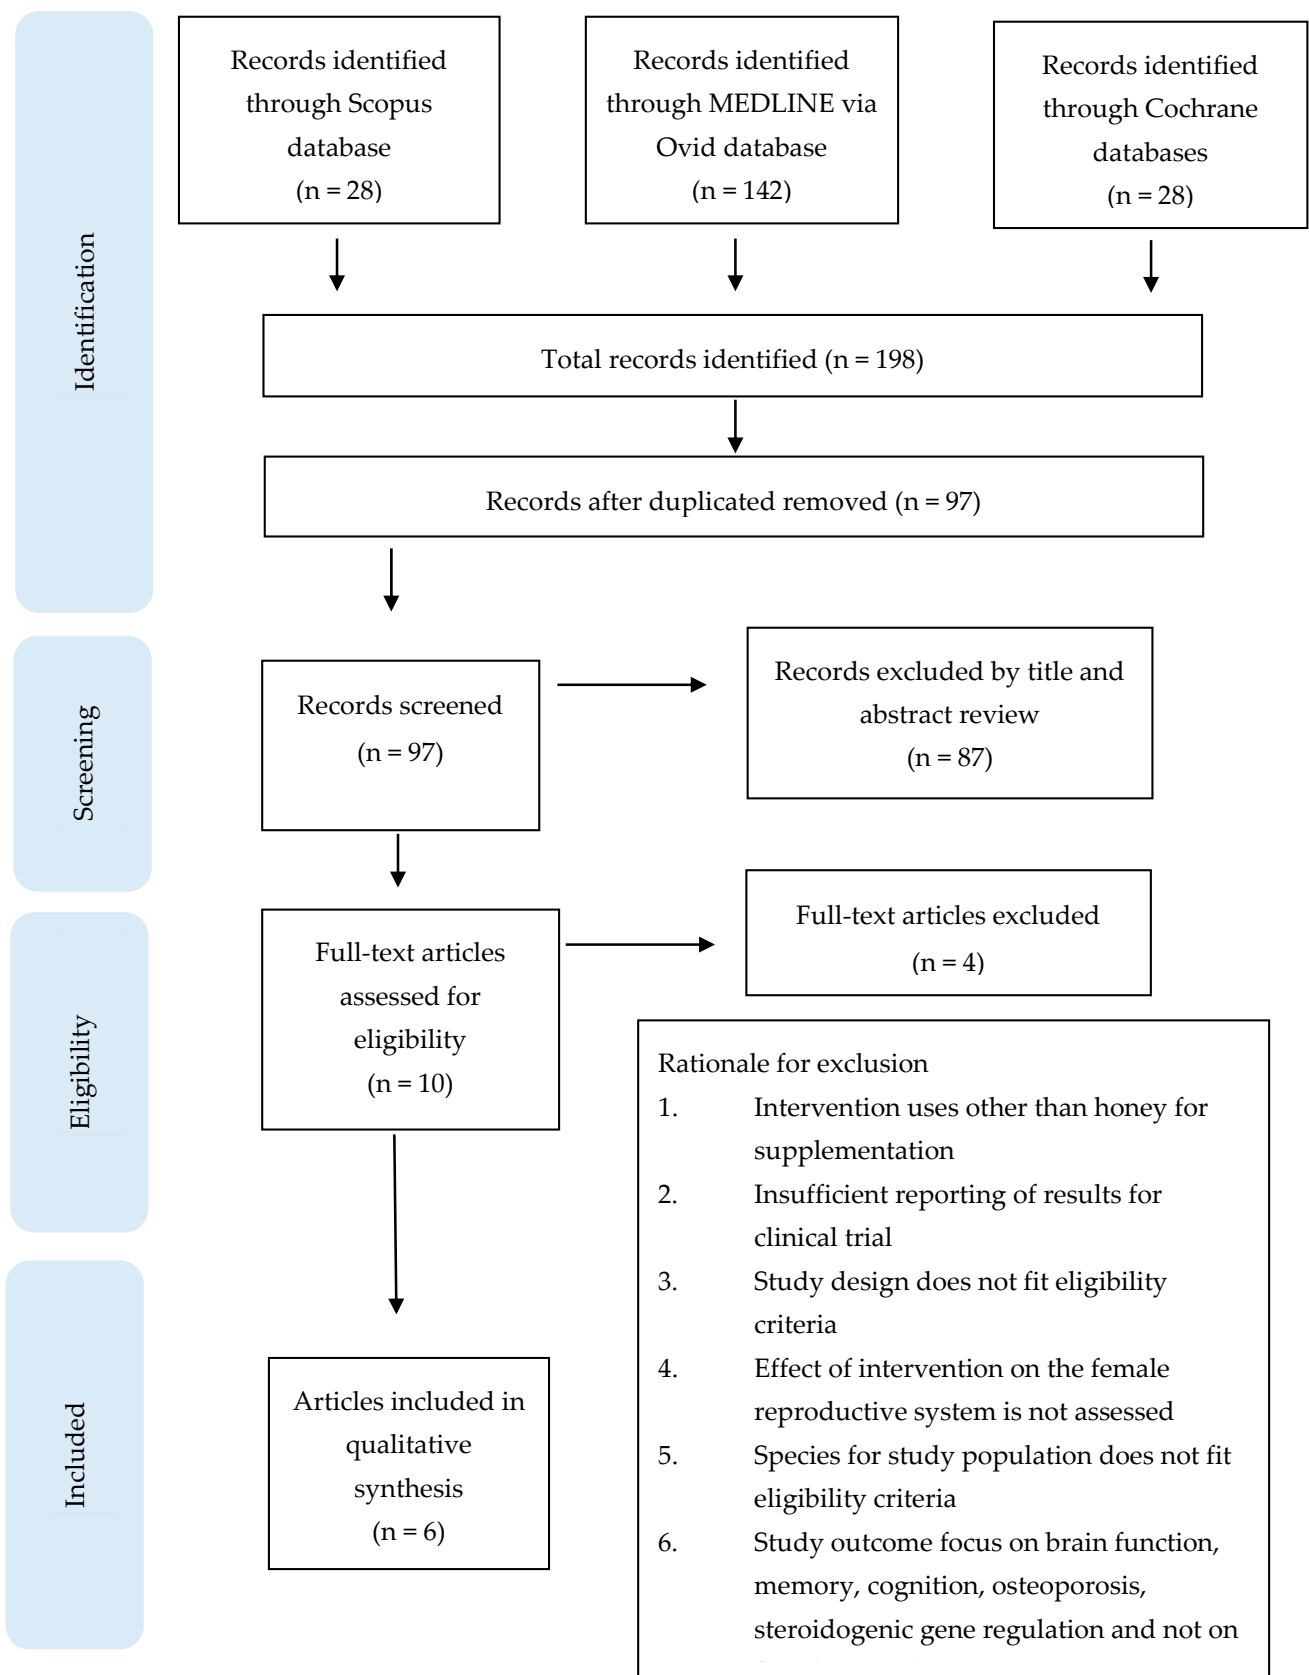 Identification
Records identified
through Scopus
database
(n = 28)
Records identified
through MEDLINE via
Ovid database
(n = 142)
Records identified
through Cochrane
databases
(n = 28)
Total records identified (n = 198)
Records after duplicated removed (n = 97)
Screening
Records screened
(n = 97)
Records excluded by title and
abstract review
(n = 87)
Eligibility
Full-text articles
assessed for
eligibility
(n = 10)
Full-text articles excluded
(n = 4)
Rationale for exclusion
1. Intervention uses other than honey for
supplementation
2. Insufficient reporting of results for
clinical trial
3. Study design does not fit eligibility
criteria
4. Effect of intervention on the female
reproductive system is not assessed
5. Species for study population does not fit
eligibility criteria
6. Study outcome focus on brain function,
memory, cognition, osteoporosis,
steroidogenic gene regulation and not on
Included
Articles included in
qualitative
synthesis
(n = 6)